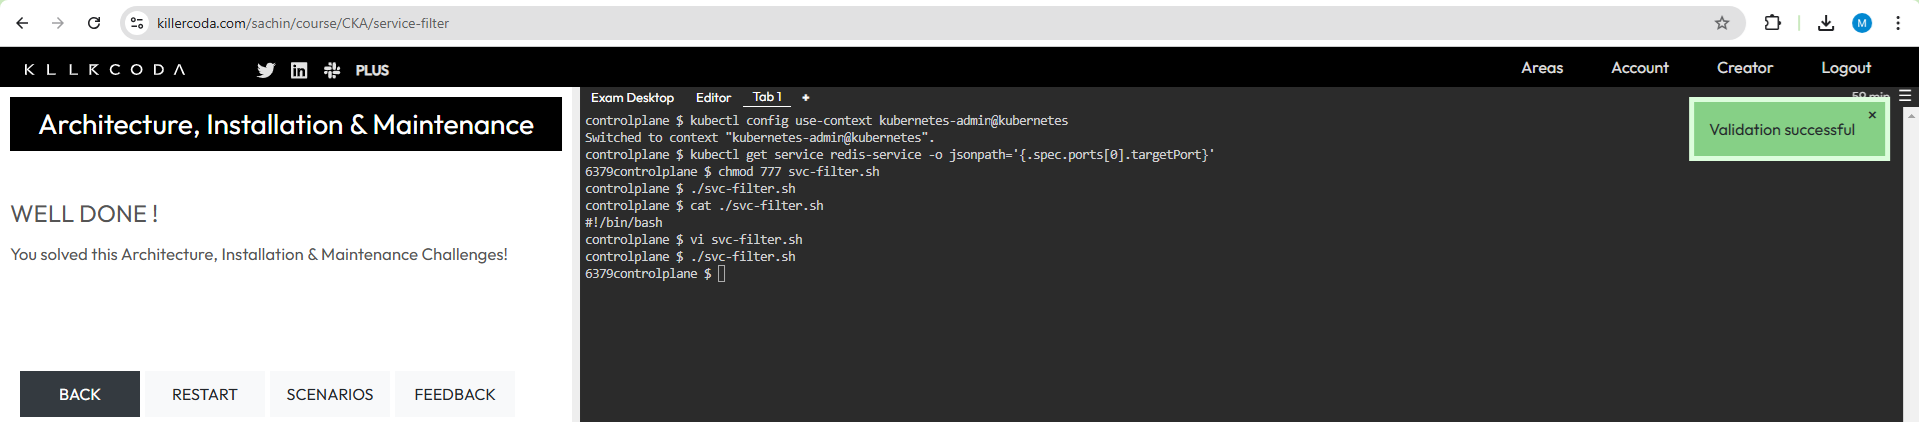 killercoda.com/sachin/course/CKA/service-filter
M
KLLRCODA
PLUS
Areas
Account
Creator
Logout
Architecture, Installation & Maintenance
WELL DONE !
You solved this Architecture, Installation & Maintenance Challenges!
BACK
RESTART
SCENARIOS
FEEDBACK
Exam Desktop
Editor
Tab 1
+
59 min
Validation successful
×
controlplane $ kubectl config use-context kubernetes-admin@kubernetes
Switched to context "kubernetes-admin@kubernetes".
controlplane $ kubectl get service redis-service -o jsonpath='{.spec.ports[0].targetPort}'
6379controlplane $ chmod 777 svc-filter.sh
controlplane $ ./svc-filter.sh
controlplane $ cat ./svc-filter.sh
#!/bin/bash
controlplane $ vi svc-filter.sh
controlplane $ ./svc-filter.sh
6379controlplane $